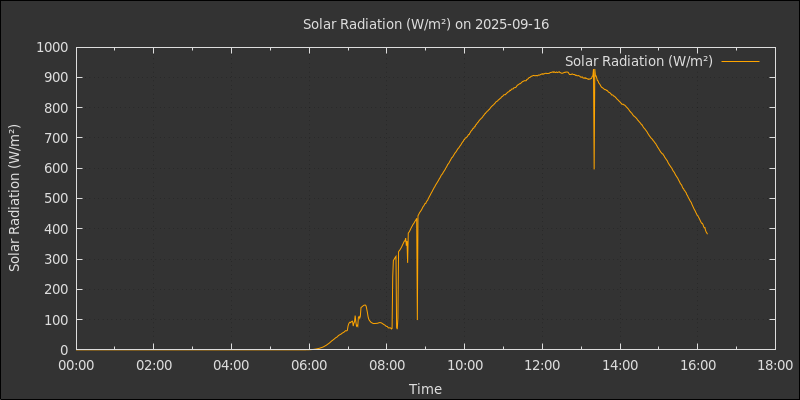 Solar Radiation (W/m²) on 2025-09-16
Solar Radiation (W/m²)
Solar Radiation (W/m²)
1000
900
800
700
600
500
400
300
200
100
0
00:00 02:00 04:00 06:00 08:00 10:00 12:00 14:00 16:00 18:00
Time